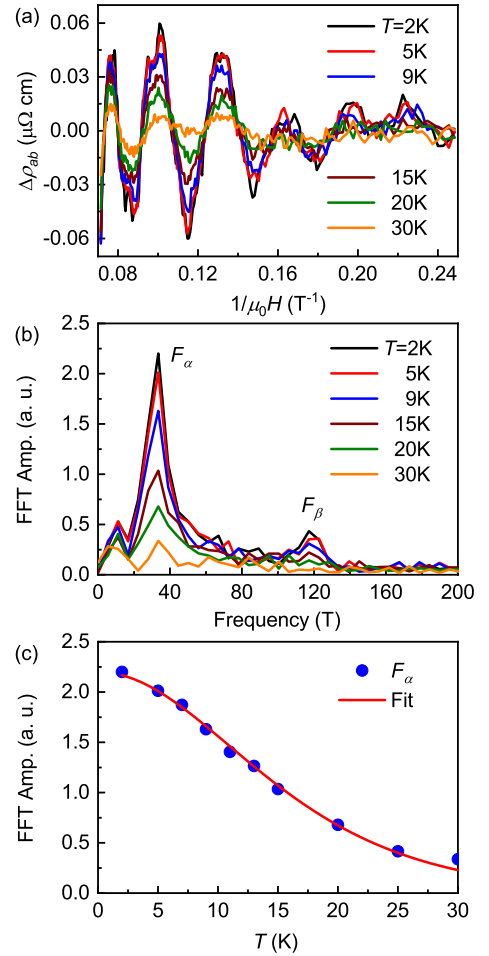 (a)
T=2K
5K
9K
15K
20K
30K
Δρab (μΩ cm)
0.06
0.03
0.00
-0.03
-0.06
0.08 0.12 0.16 0.20 0.24
1/μ0H (T-1)
(b)
Fα
Fβ
T=2K
5K
9K
15K
20K
30K
FFT Amp. (a. u.)
2.5
2.0
1.5
1.0
0.5
0.0
0 40 80 120 160 200
Frequency (T)
(c)
Fα
Fit
FFT Amp. (a. u.)
2.5
2.0
1.5
1.0
0.5
0.0
0 5 10 15 20 25 30
T (K)